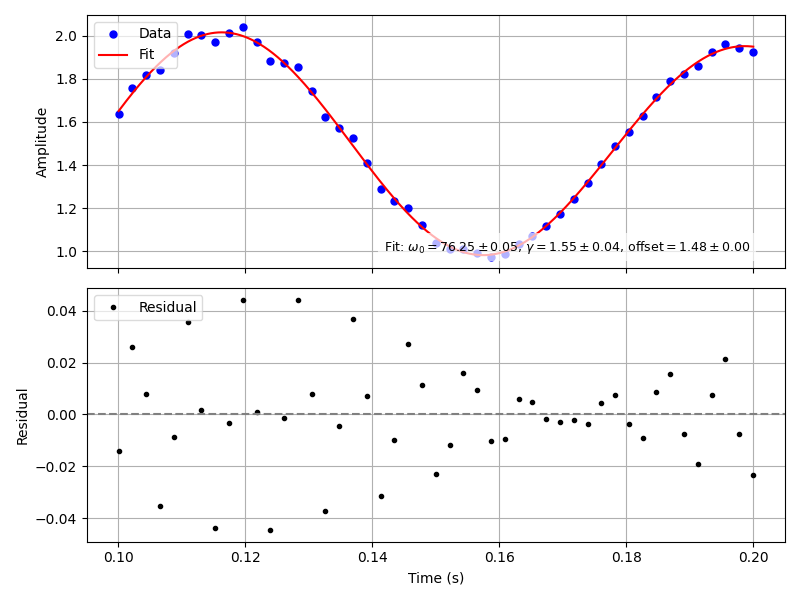 2.0
1.8
1.6
1.4
1.2
1.0
Amplitude
Data
Fit
Fit: ω₀ = 76.25 ± 0.05, γ = 1.55 ± 0.04, offset = 1.48 ± 0.00
0.04
0.02
0.00
−0.02
−0.04
Residual
Residual
0.10 0.12 0.14 0.16 0.18 0.20
Time (s)